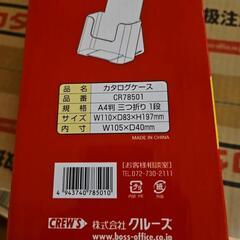 品 名 カタログケース
品 番 CR78501
規 格 A4判 三つ折り 1段
サ イ ズ W110×D83×H197mm
内 寸 W105×D40mm
MADE IN CHINA
【お客様相談室】
TEL.072-730-2111
4 943740 785010
CREW'S 株式会社 クルーズ
www.boss-office.co.jp